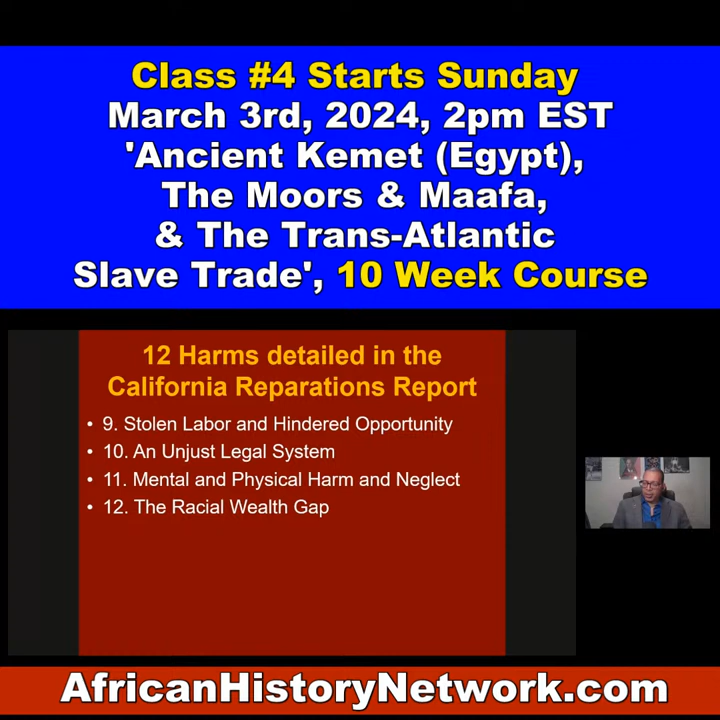 Class #4 Starts Sunday
March 3rd, 2024, 2pm EST
'Ancient Kemet (Egypt),
The Moors & Maafa,
& The Trans-Atlantic
Slave Trade', 10 Week Course
12 Harms detailed in the
California Reparations Report
• 9. Stolen Labor and Hindered Opportunity
• 10. An Unjust Legal System
• 11. Mental and Physical Harm and Neglect
• 12. The Racial Wealth Gap
AfricanHistoryNetwork.com